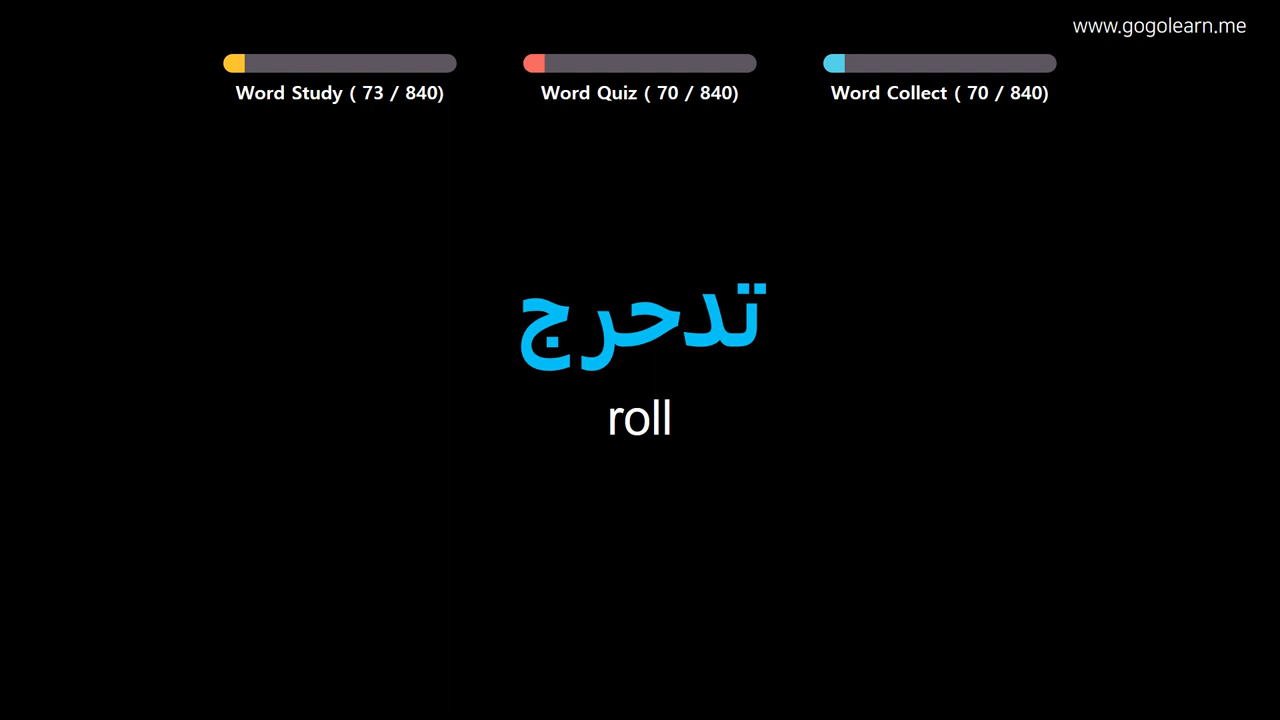 www.gogolearn.me
Word Study ( 73 / 840)
Word Quiz ( 70 / 840)
Word Collect ( 70 / 840)
تدحرج
roll